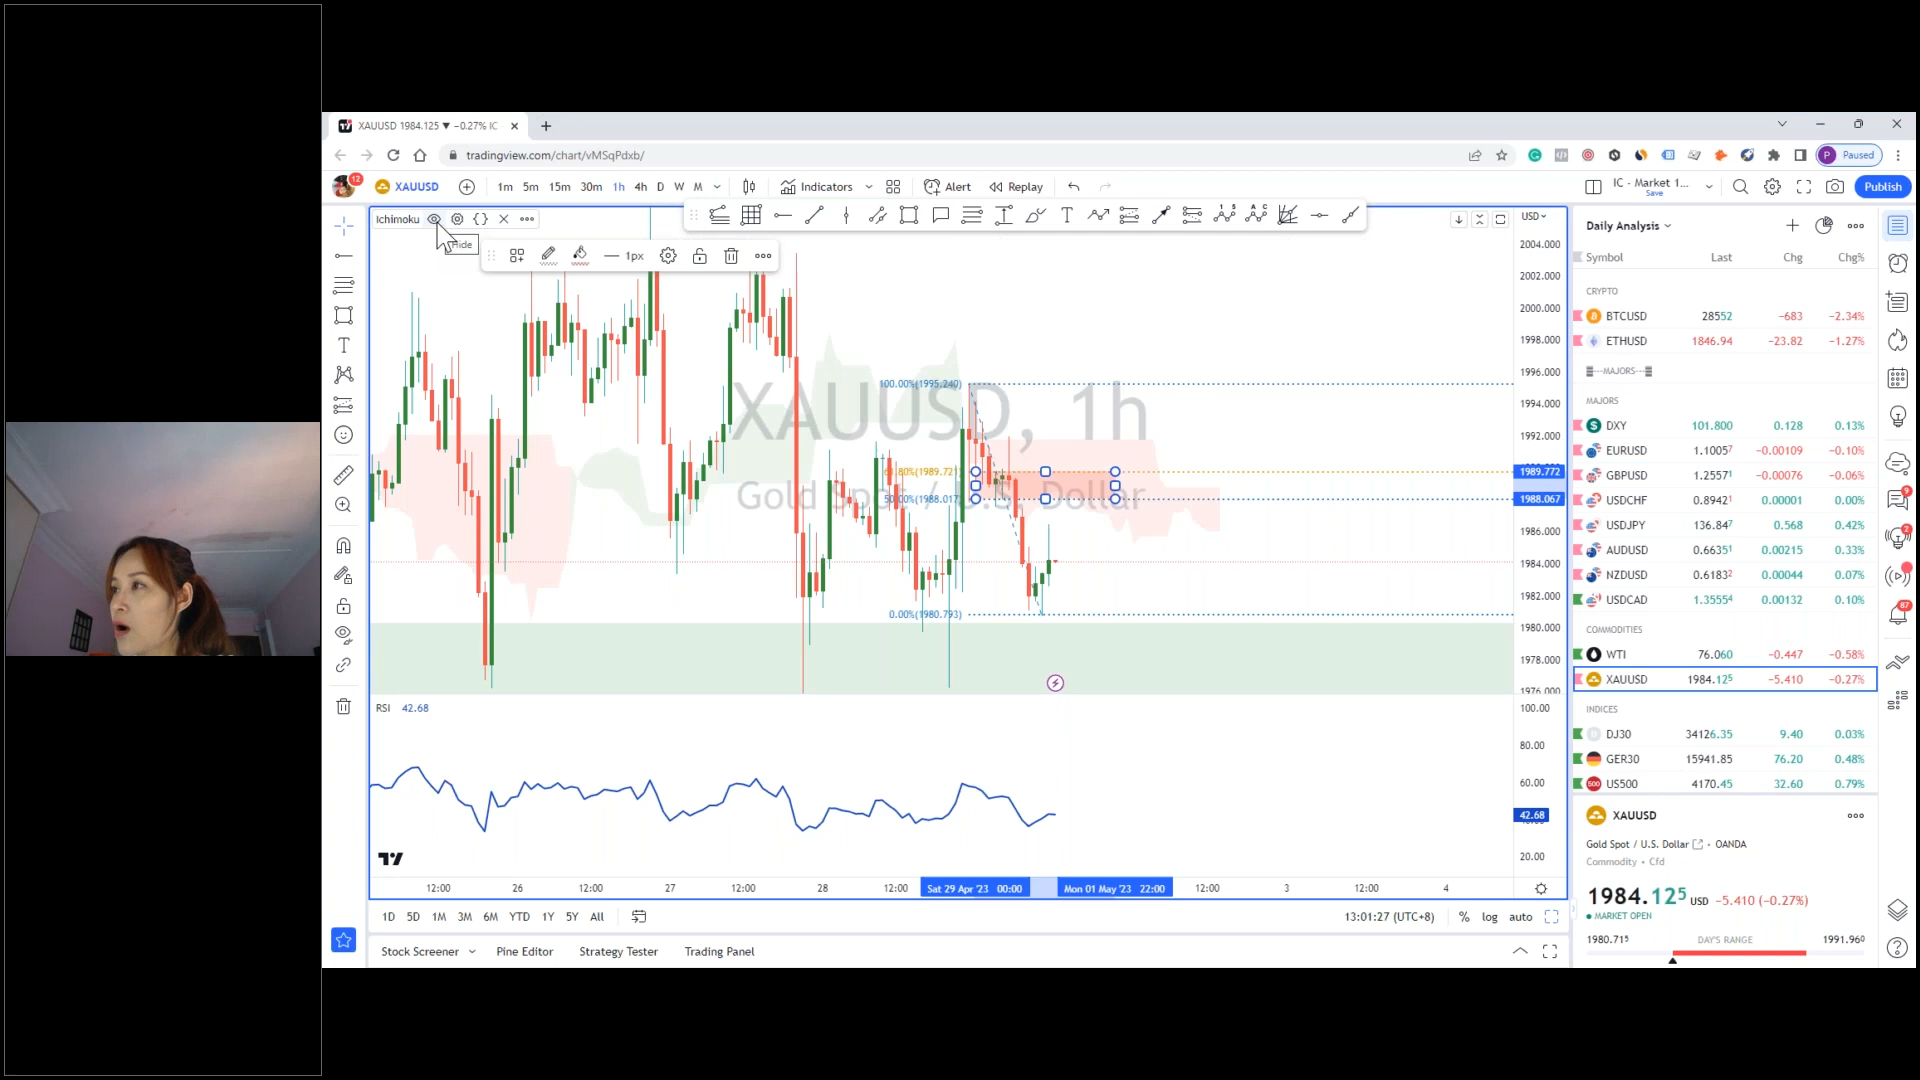 XAUUSD 1984.125 ▼ −0.27% IC
tradingview.com/chart/vMSqPdxb/
P Paused
12
XAUUSD
1m 5m 15m 30m 1h 4h D W M
Indicators
Alert
Replay
IC - Market 1...
Save
Publish
Ichimoku
Hide
1px
USD
Daily Analysis
Symbol Last Chg Chg%
CRYPTO
BTCUSD 28552 −683 −2.34%
ETHUSD 1846.94 −23.82 −1.27%
MAJORS
MAJORS
DXY 101.800 0.128 0.13%
EURUSD 1.10057 −0.00109 −0.10%
GBPUSD 1.25571 −0.00076 −0.06%
USDCHF 0.89421 0.00001 0.00%
USDJPY 136.847 0.568 0.42%
AUDUSD 0.66351 0.00215 0.33%
NZDUSD 0.61832 0.00044 0.07%
USDCAD 1.35554 0.00132 0.10%
COMMODITIES
WTI 76.060 −0.447 −0.58%
XAUUSD 1984.125 −5.410 −0.27%
INDICES
DJ30 34126.35 9.40 0.03%
GER30 15941.85 76.20 0.48%
US500 4170.45 32.60 0.79%
XAUUSD
Gold Spot / U.S. Dollar • OANDA
Commodity • Cfd
1984.125 USD −5.410 (−0.27%)
MARKET OPEN
1980.715 DAY'S RANGE 1991.960
2004.000
2002.000
2000.000
1998.000
1996.000
1994.000
1992.000
1989.772
1988.067
1986.000
1984.000
1982.000
1980.000
1978.000
1976.000
XAUUSD, 1h
Gold Spot / U.S. Dollar
100.00%(1995.240)
61.80%(1989.721)
50.00%(1988.017)
0.00%(1980.793)
RSI 42.68
100.00
80.00
60.00
42.68
20.00
12:00 26 12:00 27 12:00 28 12:00 Sat 29 Apr '23 00:00 Mon 01 May '23 22:00 12:00 3 12:00 4
1D 5D 1M 3M 6M YTD 1Y 5Y All
13:01:27 (UTC+8) % log auto
Stock Screener Pine Editor Strategy Tester Trading Panel
9
2
87